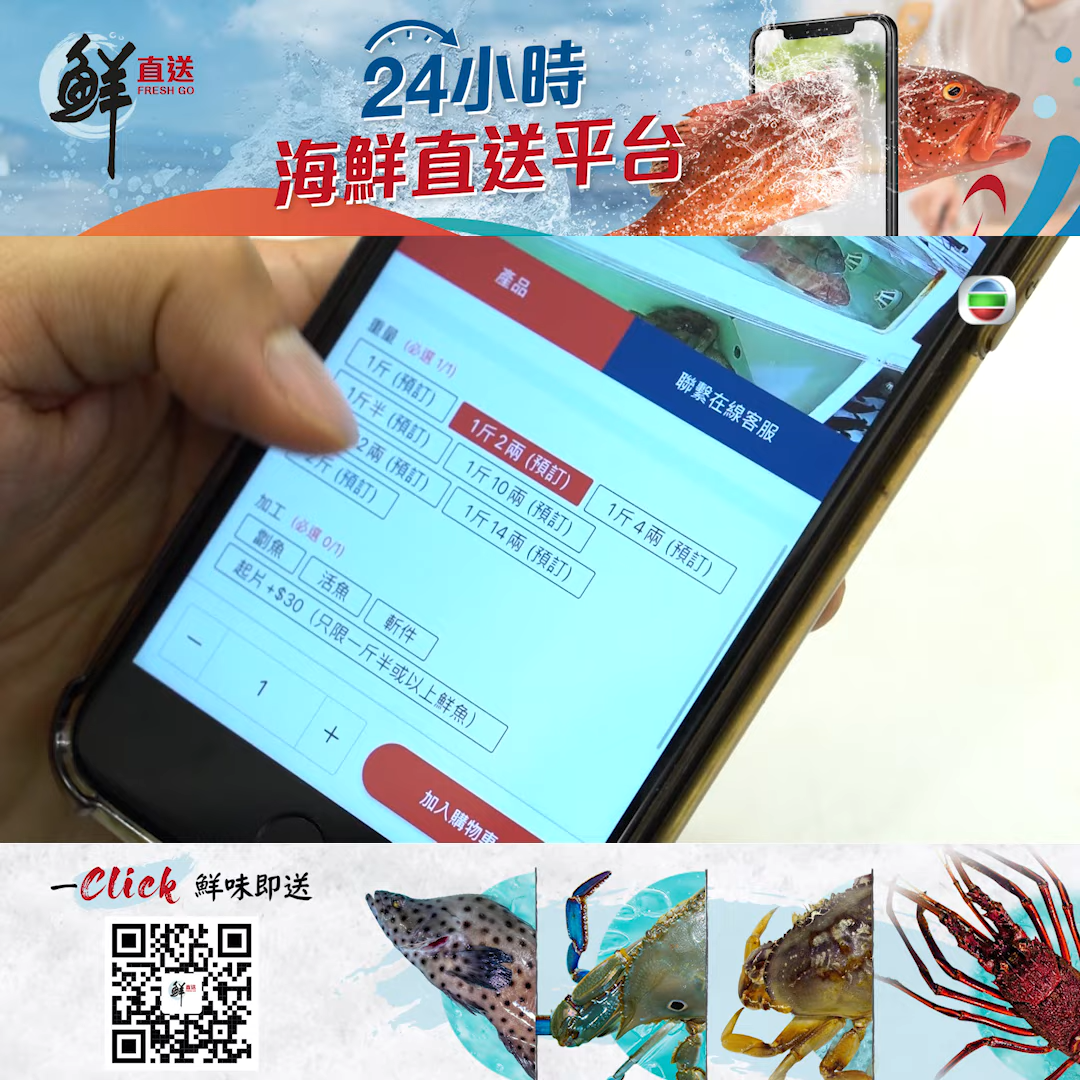 鮮
直送
FRESH GO
24小時
海鮮直送平台
產品
聯繫在線客服
重量 (必選 1/1)
1斤 (預訂)
1斤2兩 (預訂)
1斤4兩 (預訂)
1斤半 (預訂)
1斤10兩 (預訂)
2兩 (預訂)
1斤14兩 (預訂)
2斤 (預訂)
加工 (必選 0/1)
劏魚
活魚
斬件
起片+$30 (只限一斤半或以上鮮魚)
− 1 +
加入購物車
一Click 鮮味即送
鮮直送